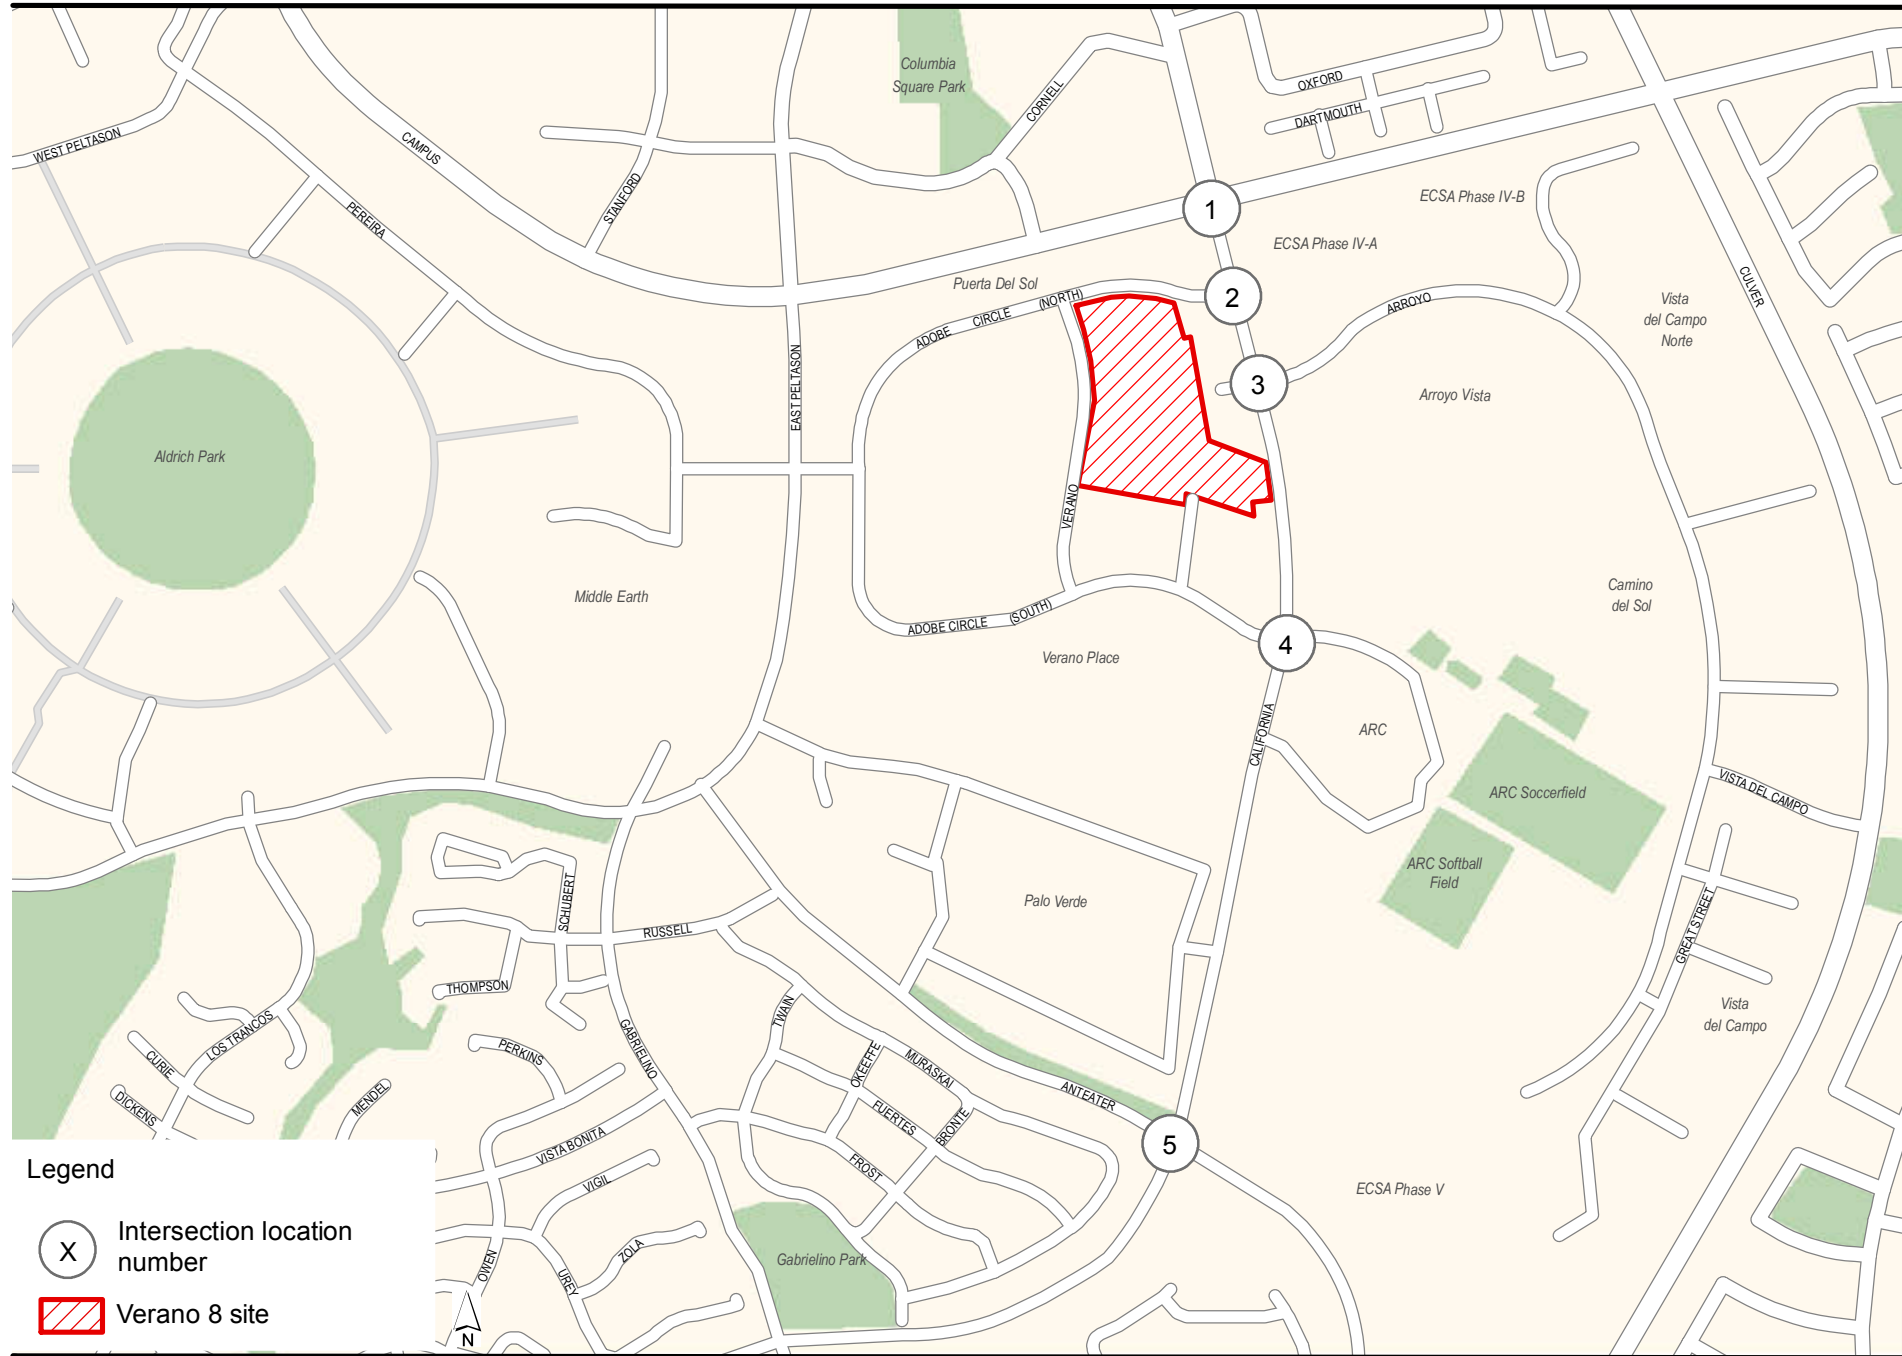 Columbia
Square Park
CORNELL
OXFORD
DARTMOUTH
WEST PELTASON
CAMPUS
STANFORD
PEREIRA
1
ECSA Phase IV-B
ECSA Phase IV-A
CULVER
Puerta Del Sol
2
ADOBE CIRCLE (NORTH)
ARROYO
Vista
del Campo
Norte
EAST PELTASON
3
Arroyo Vista
Aldrich Park
VERANO
Middle Earth
Camino
del Sol
ADOBE CIRCLE (SOUTH)
4
Verano Place
CALIFORNIA
ARC
ARC Soccerfield
VISTA DEL CAMPO
ARC Softball
Field
SCHUBERT
Palo Verde
RUSSELL
GREAT STREET
THOMPSON
TWAIN
Vista
del Campo
LOS TRANCOS
GABRIELINO
CURIE
PERKINS
OKEEFFE
MURASKAI
DICKENS
MENDEL
ANTEATER
FUERTES
BRONTE
VISTA BONITA
5
FROST
VIGIL
ECSA Phase V
ZOLA
OWEN
UREY
Gabrielino Park
Legend
X
Intersection location
number
Verano 8 site
N